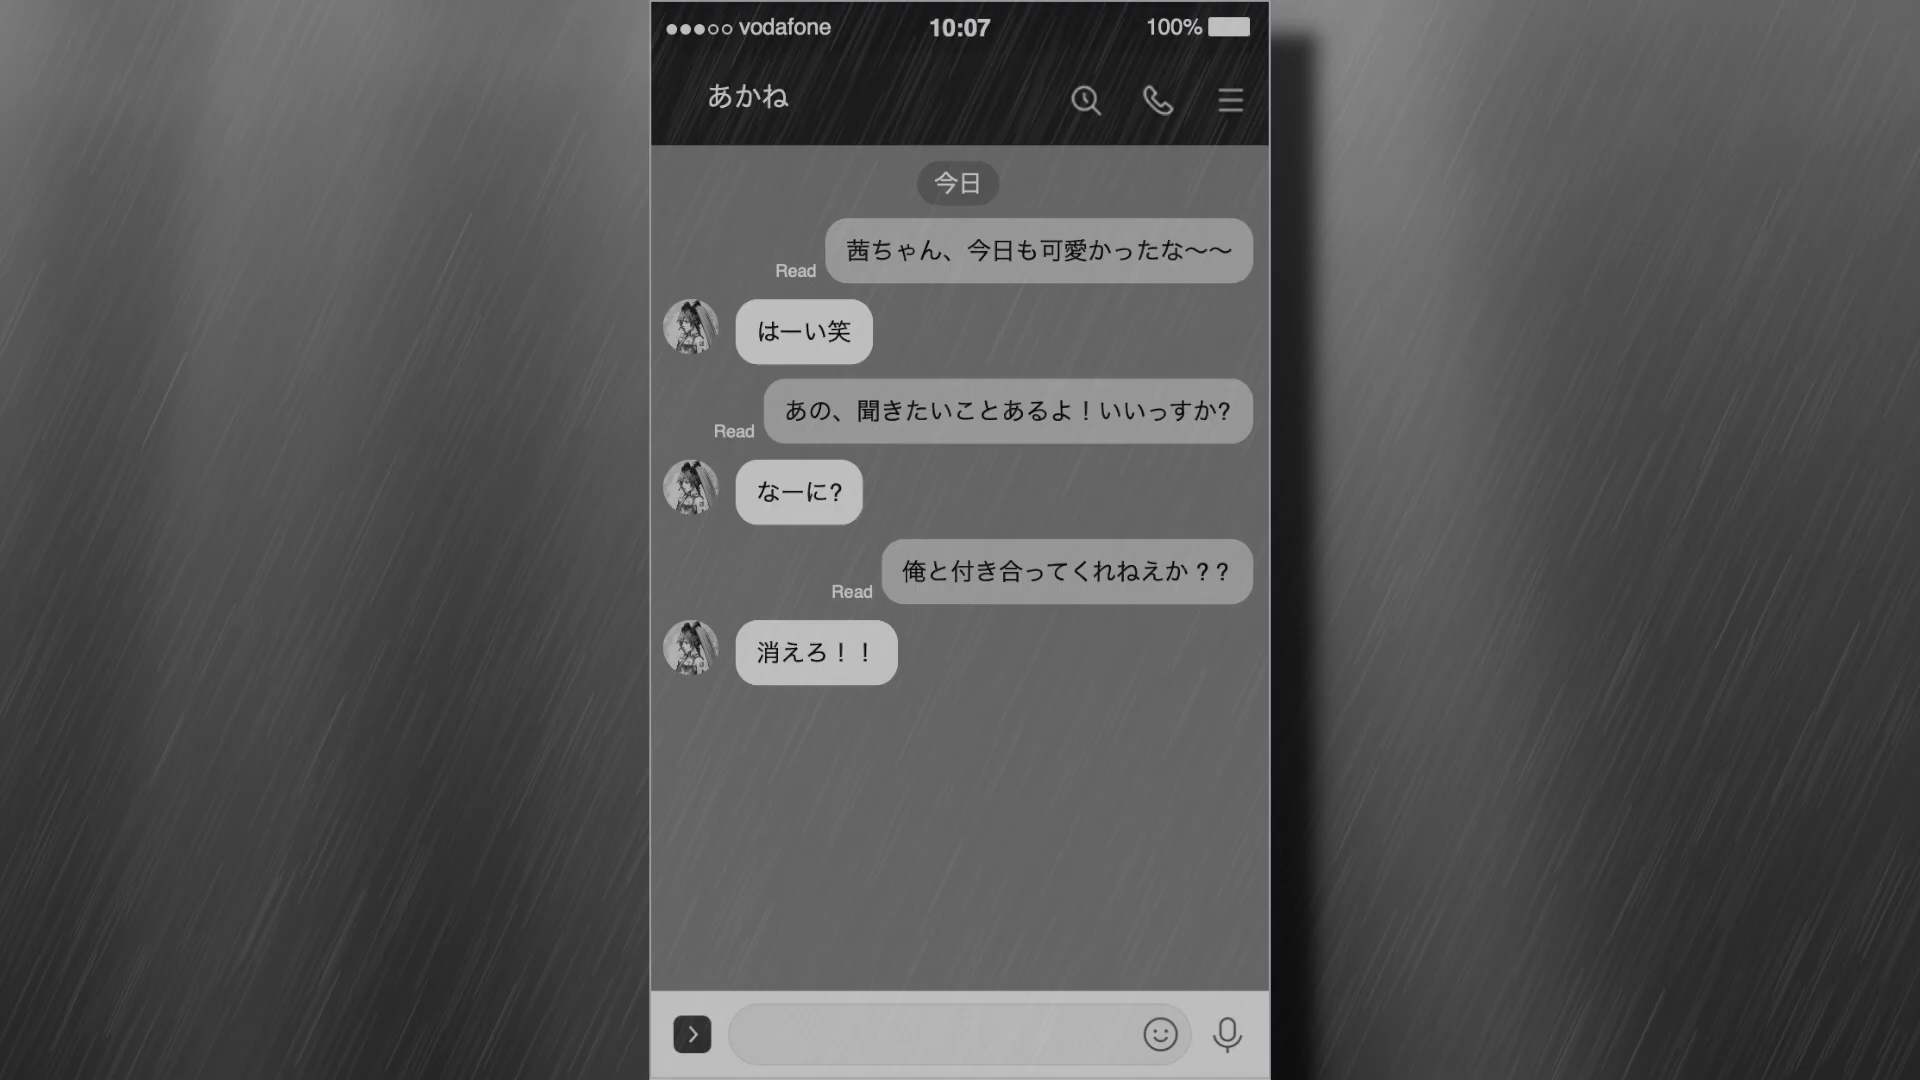 vodafone 10:07 100%
あかね
今日
茜ちゃん、今日も可愛かったな〜〜
Read
はーい笑
あの、聞きたいことあるよ！いいっすか?
Read
なーに?
俺と付き合ってくれねえか？?
Read
消えろ！！